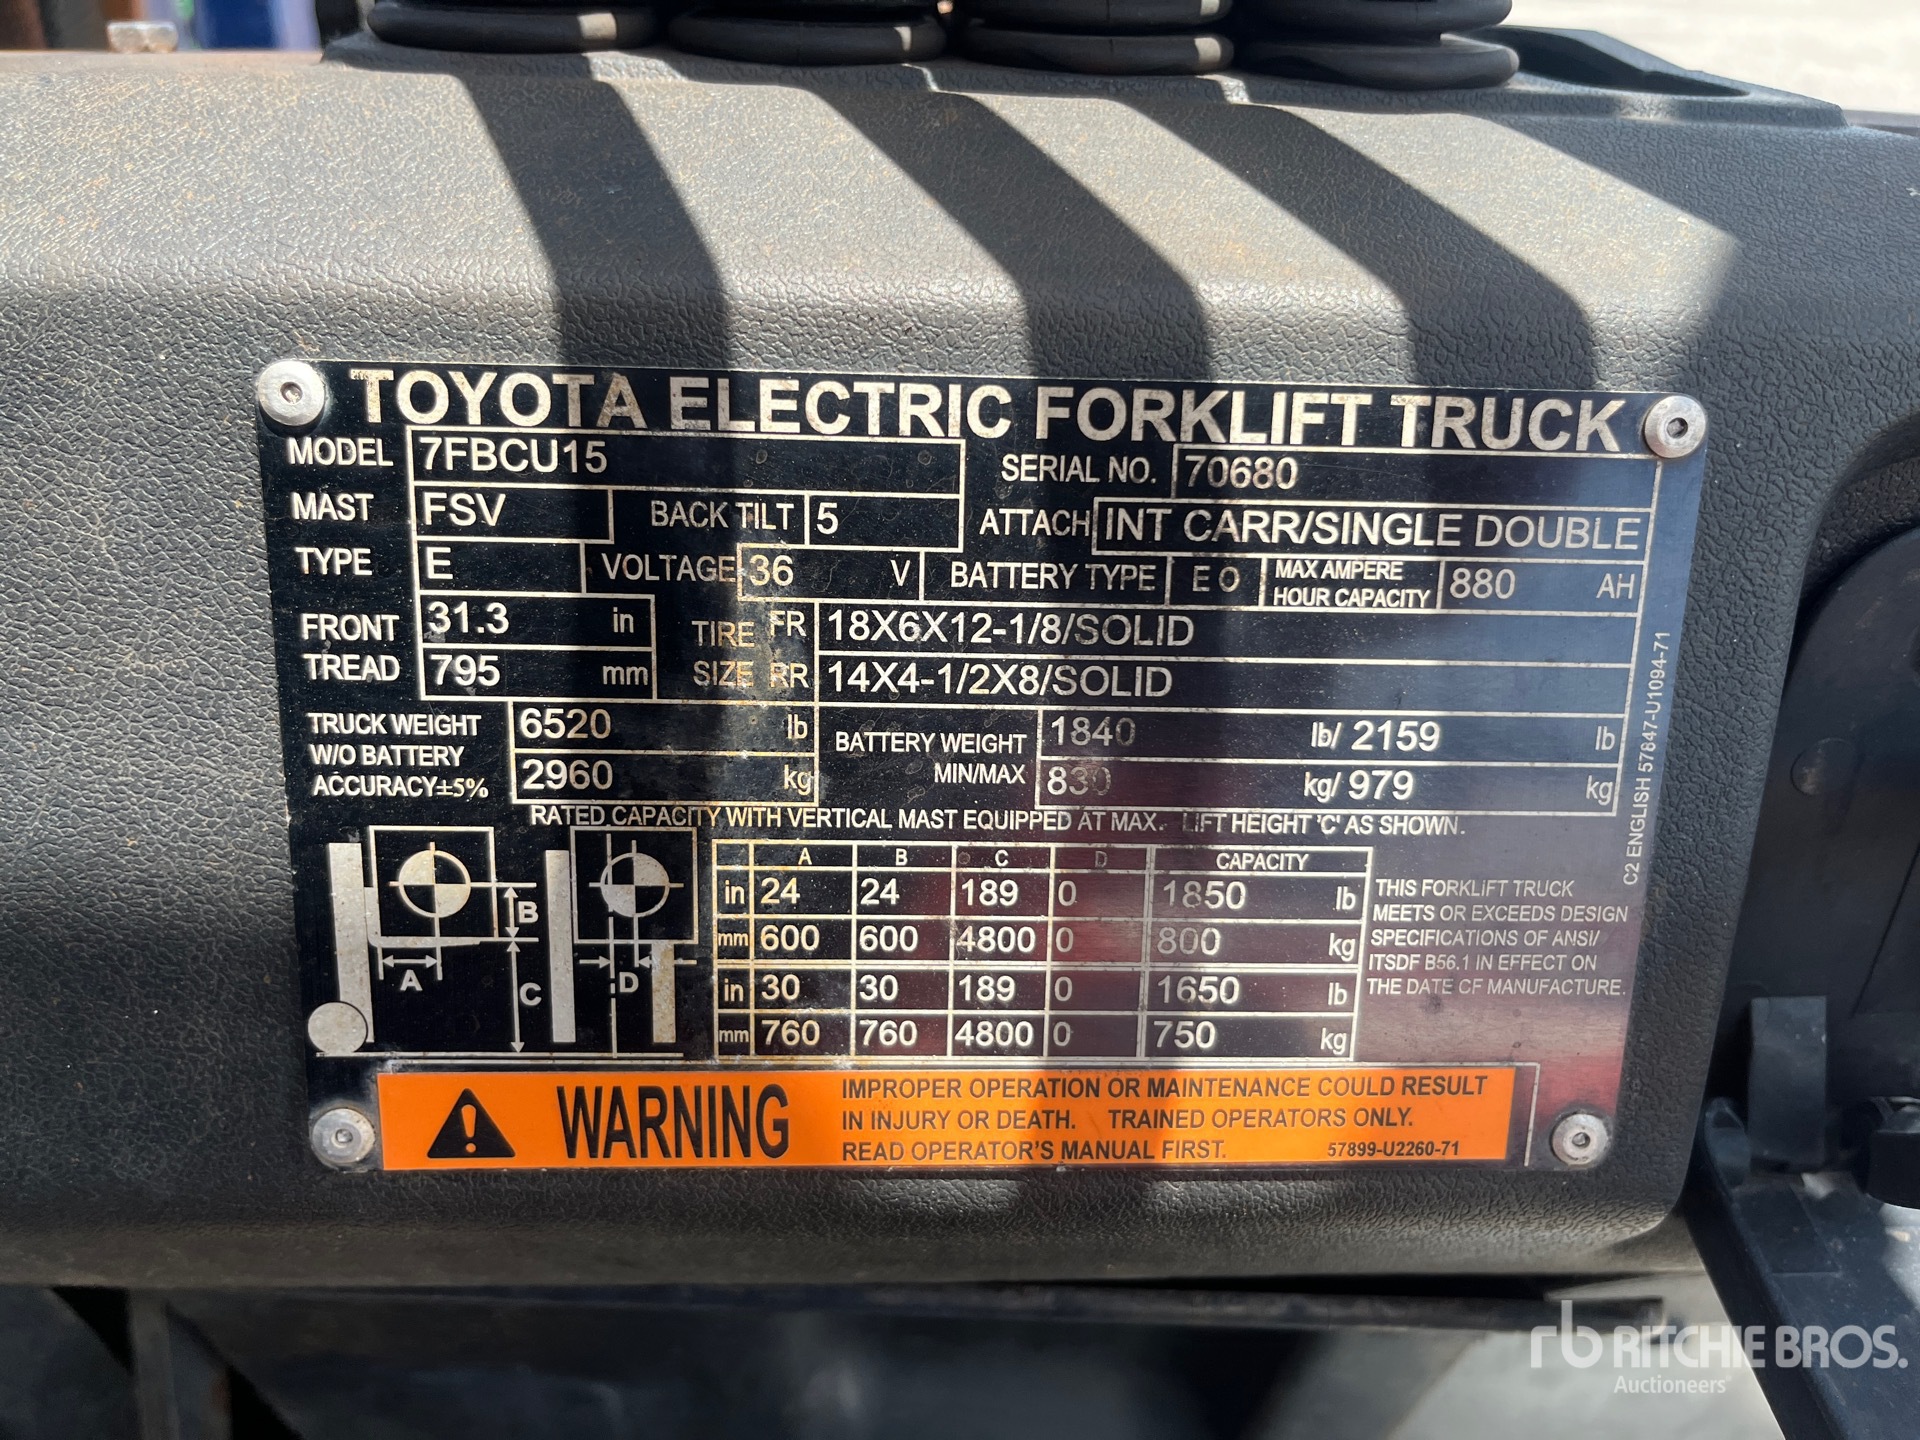 TOYOTA ELECTRIC FORKLIFT TRUCK
MODEL 7FBCU15 SERIAL NO. 70680
MAST FSV BACK TILT 5 ATTACH INT CARR/SINGLE DOUBLE
TYPE E VOLTAGE 36 V BATTERY TYPE E O MAX AMPERE HOUR CAPACITY 880 AH
FRONT TREAD 31.3 in TIRE SIZE FR 18X6X12-1/8/SOLID
795 mm RR 14X4-1/2X8/SOLID
TRUCK WEIGHT W/O BATTERY ACCURACY±5% 6520 lb BATTERY WEIGHT MIN/MAX 1840 lb/ 2159 lb
2960 kg 830 kg/ 979 kg
RATED CAPACITY WITH VERTICAL MAST EQUIPPED AT MAX. LIFT HEIGHT 'C' AS SHOWN.
A B C D CAPACITY
in 24 24 189 0 1850 lb
mm 600 600 4800 0 800 kg
in 30 30 189 0 1650 lb
mm 760 760 4800 0 750 kg
B
A
C
D
THIS FORKLIFT TRUCK
MEETS OR EXCEEDS DESIGN
SPECIFICATIONS OF ANSI/
ITSDF B56.1 IN EFFECT ON
THE DATE OF MANUFACTURE.
C2 ENGLISH 57647-U1094-71
WARNING
IMPROPER OPERATION OR MAINTENANCE COULD RESULT
IN INJURY OR DEATH. TRAINED OPERATORS ONLY.
READ OPERATOR'S MANUAL FIRST. 57899-U2260-71
rb RITCHIE BROS.
Auctioneers